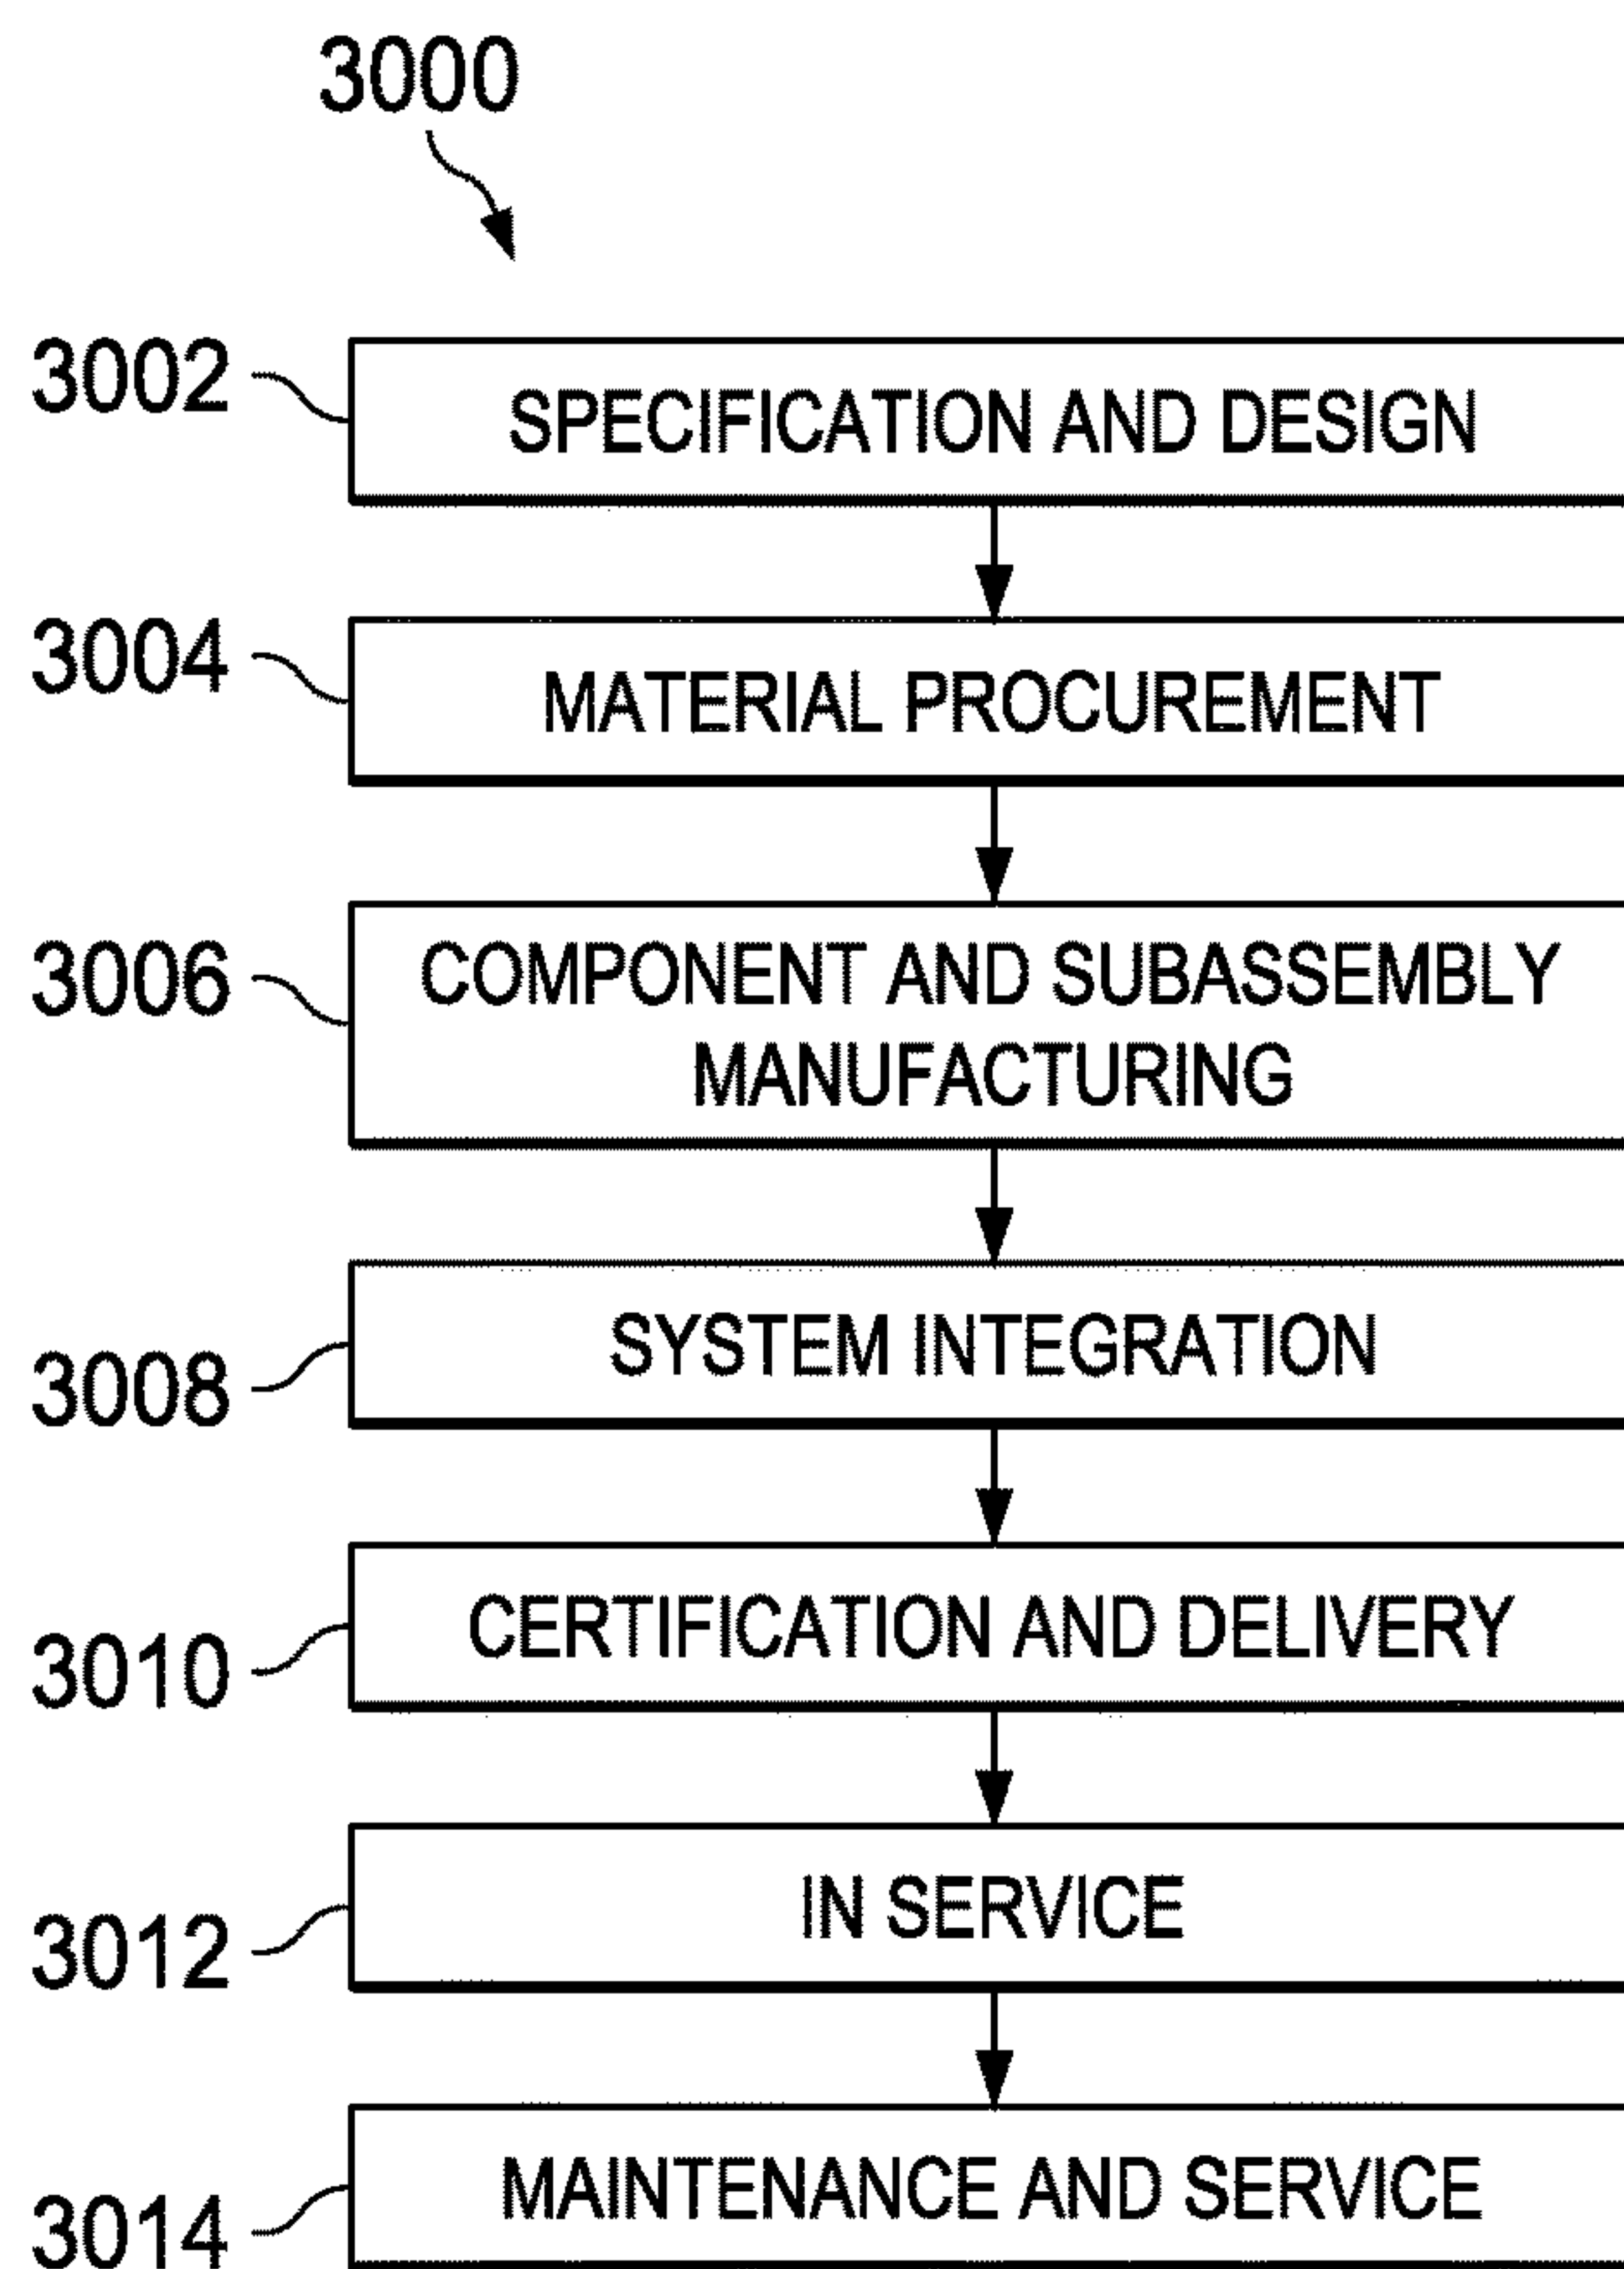 3000
3002
SPECIFICATION AND DESIGN
3004
MATERIAL PROCUREMENT
3006
COMPONENT AND SUBASSEMBLY
MANUFACTURING
SYSTEM INTEGRATION
3008
CERTIFICATION AND DELIVERY
3010
IN SERVICE
3012
MAINTENANCE AND SERVICE
3014